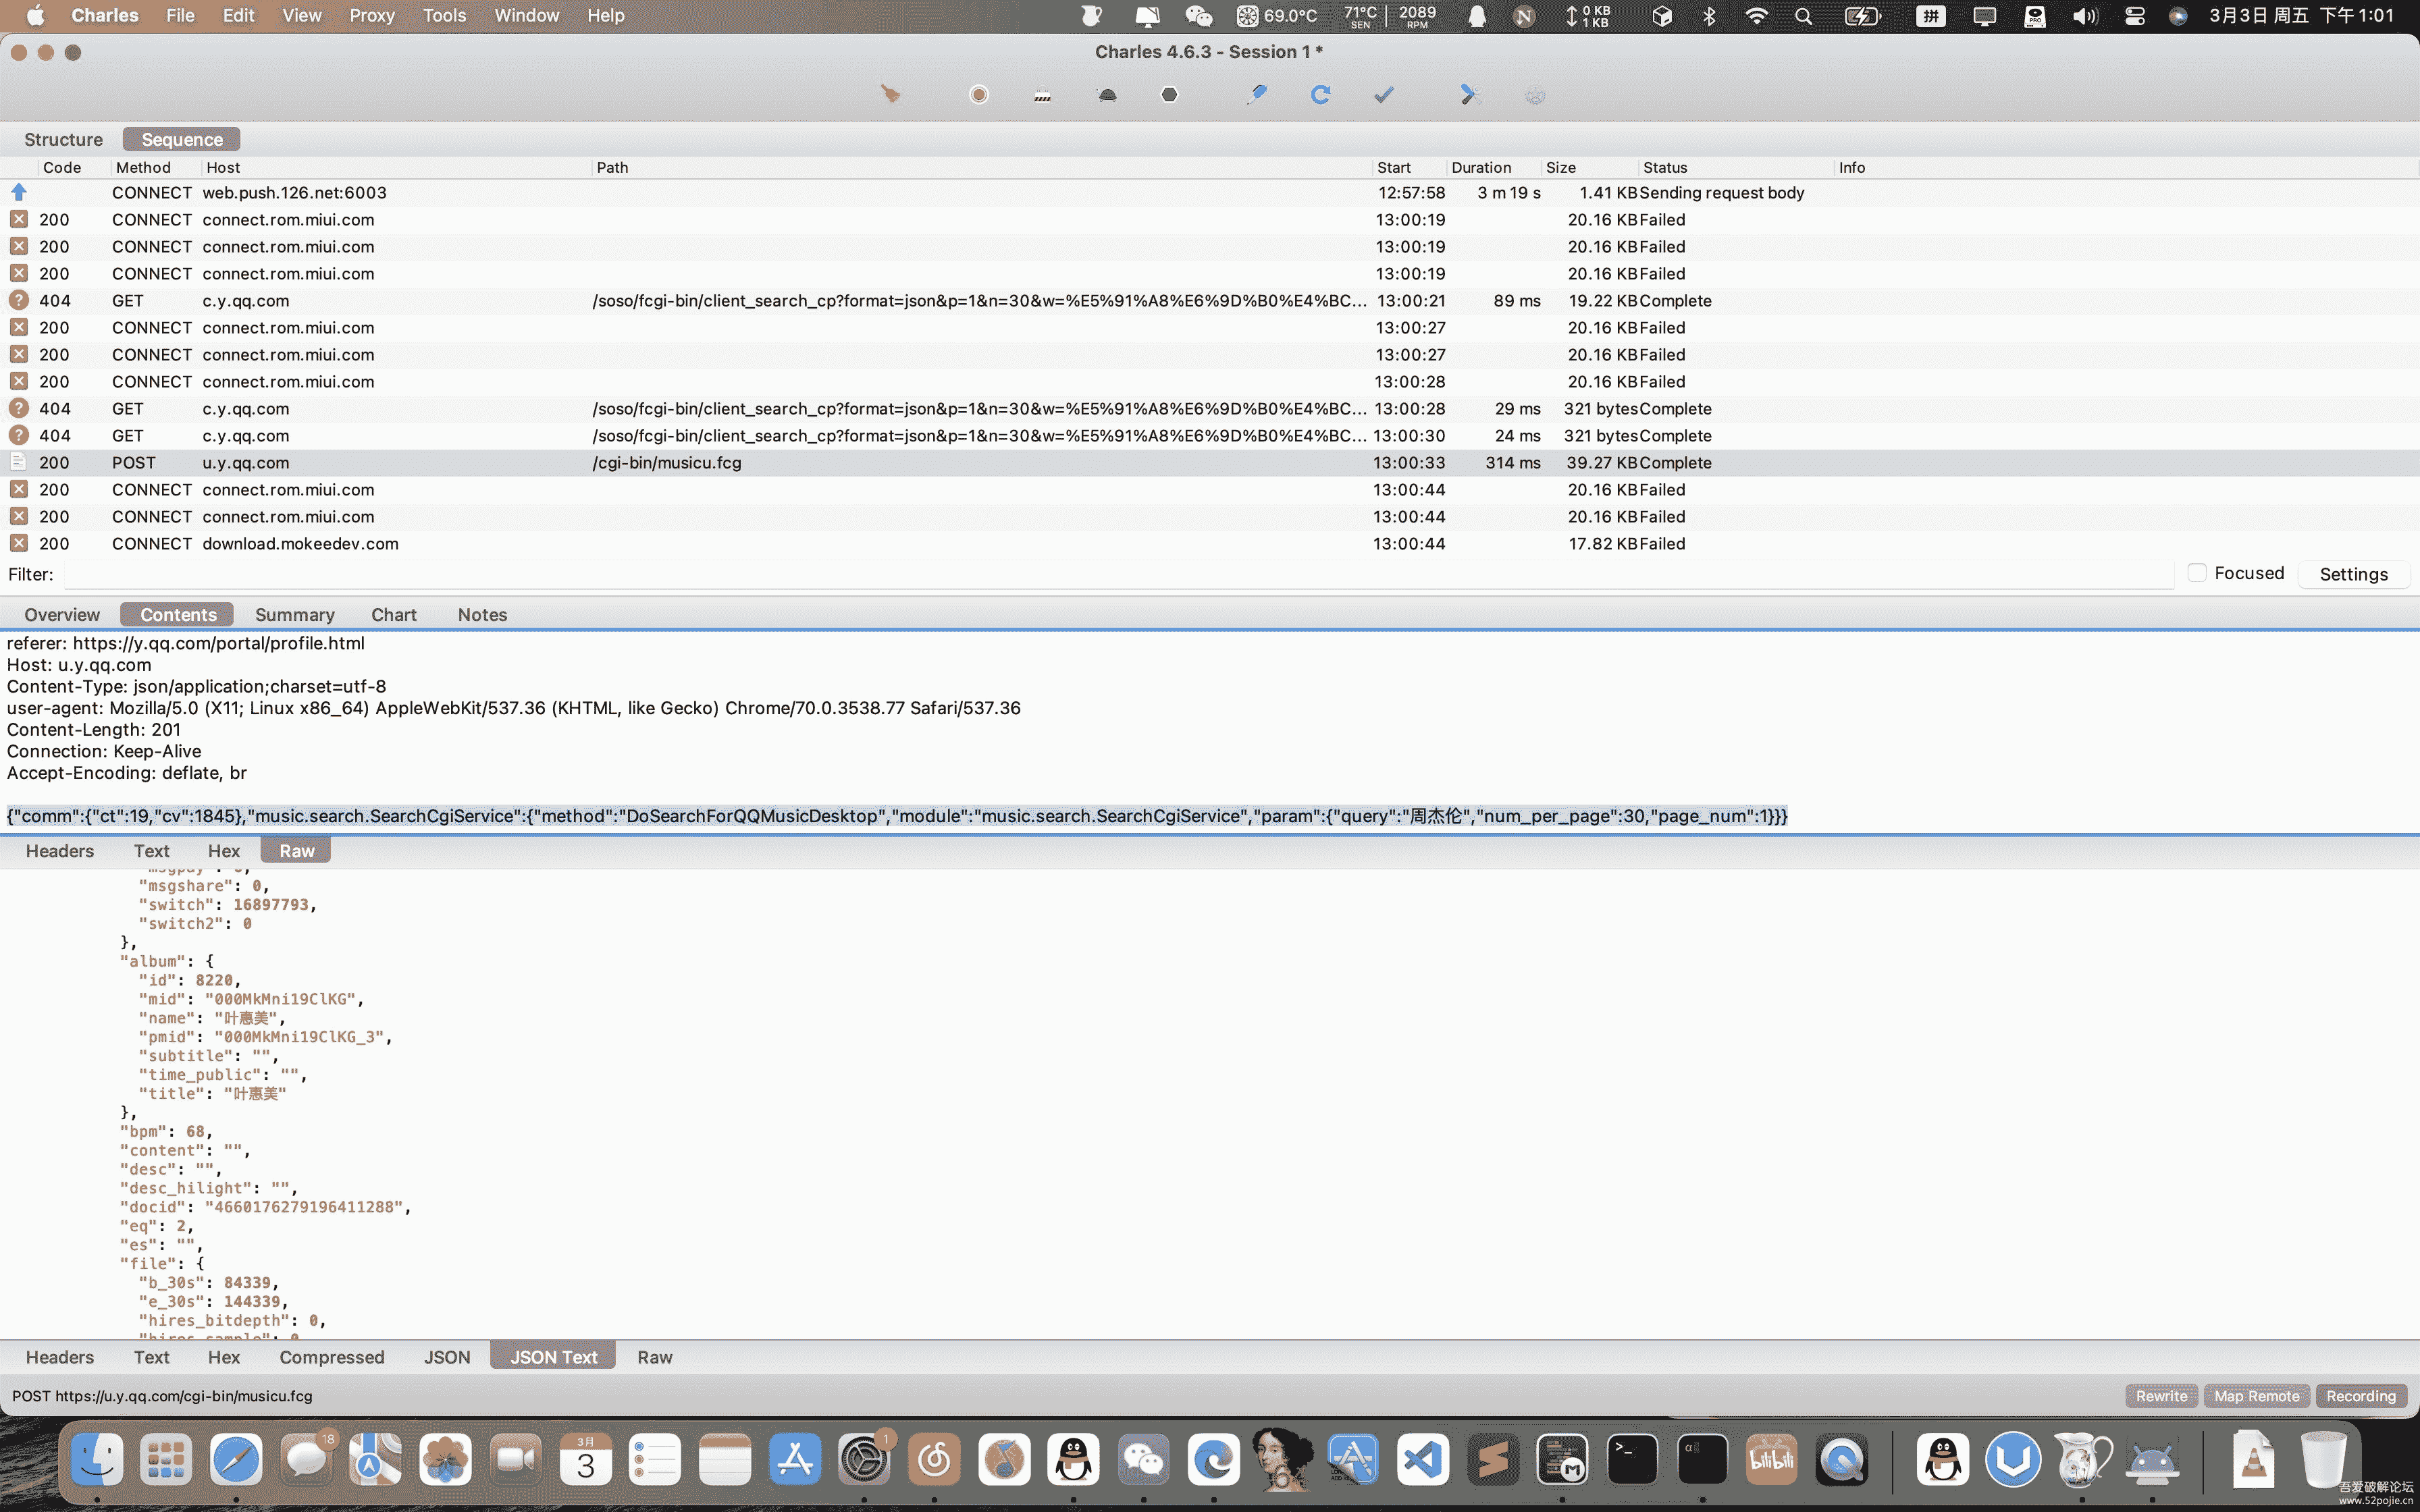 Charles File Edit View Proxy Tools Window Help 69.0°C 71°C SEN 2089 RPM N 0 KB 1 KB 拼 PRO 3月3日 周五 下午 1:01
Charles 4.6.3 - Session 1 *
Structure Sequence
Code Method Host Path Start Duration Size Status Info
CONNECT web.push.126.net:6003 12:57:58 3 m 19 s 1.41 KB Sending request body
200 CONNECT connect.rom.miui.com 13:00:19 20.16 KB Failed
200 CONNECT connect.rom.miui.com 13:00:19 20.16 KB Failed
200 CONNECT connect.rom.miui.com 13:00:19 20.16 KB Failed
404 GET c.y.qq.com /soso/fcgi-bin/client_search_cp?format=json&p=1&n=30&w=%E5%91%A8%E6%9D%B0%E4%BC... 13:00:21 89 ms 19.22 KB Complete
200 CONNECT connect.rom.miui.com 13:00:27 20.16 KB Failed
200 CONNECT connect.rom.miui.com 13:00:27 20.16 KB Failed
200 CONNECT connect.rom.miui.com 13:00:28 20.16 KB Failed
404 GET c.y.qq.com /soso/fcgi-bin/client_search_cp?format=json&p=1&n=30&w=%E5%91%A8%E6%9D%B0%E4%BC... 13:00:28 29 ms 321 bytes Complete
404 GET c.y.qq.com /soso/fcgi-bin/client_search_cp?format=json&p=1&n=30&w=%E5%91%A8%E6%9D%B0%E4%BC... 13:00:30 24 ms 321 bytes Complete
200 POST u.y.qq.com /cgi-bin/musicu.fcg 13:00:33 314 ms 39.27 KB Complete
200 CONNECT connect.rom.miui.com 13:00:44 20.16 KB Failed
200 CONNECT connect.rom.miui.com 13:00:44 20.16 KB Failed
200 CONNECT download.mokeedev.com 13:00:44 17.82 KB Failed
Filter: Focused Settings
Overview Contents Summary Chart Notes
referer: https://y.qq.com/portal/profile.html
Host: u.y.qq.com
Content-Type: json/application;charset=utf-8
user-agent: Mozilla/5.0 (X11; Linux x86_64) AppleWebKit/537.36 (KHTML, like Gecko) Chrome/70.0.3538.77 Safari/537.36
Content-Length: 201
Connection: Keep-Alive
Accept-Encoding: deflate, br
{"comm":{"ct":19,"cv":1845},"music.search.SearchCgiService":{"method":"DoSearchForQQMusicDesktop","module":"music.search.SearchCgiService","param":{"query":"周杰伦","num_per_page":30,"page_num":1}}}
Headers Text Hex Raw
"msgshare": 0,
"switch": 16897793,
"switch2": 0
},
"album": {
"id": 8220,
"mid": "000MkMni19ClKG",
"name": "叶惠美",
"pmid": "000MkMni19ClKG_3",
"subtitle": "",
"time_public": "",
"title": "叶惠美"
},
"bpm": 68,
"content": "",
"desc": "",
"desc_hilight": "",
"docid": "4660176279196411288",
"eq": 2,
"es": "",
"file": {
"b_30s": 84339,
"e_30s": 144339,
"hires_bitdepth": 0,
Headers Text Hex Compressed JSON JSON Text Raw
POST https://u.y.qq.com/cgi-bin/musicu.fcg Rewrite Map Remote Recording
18 3月 3 1 64 bilibili
吾爱破解论坛
www.52pojie.cn